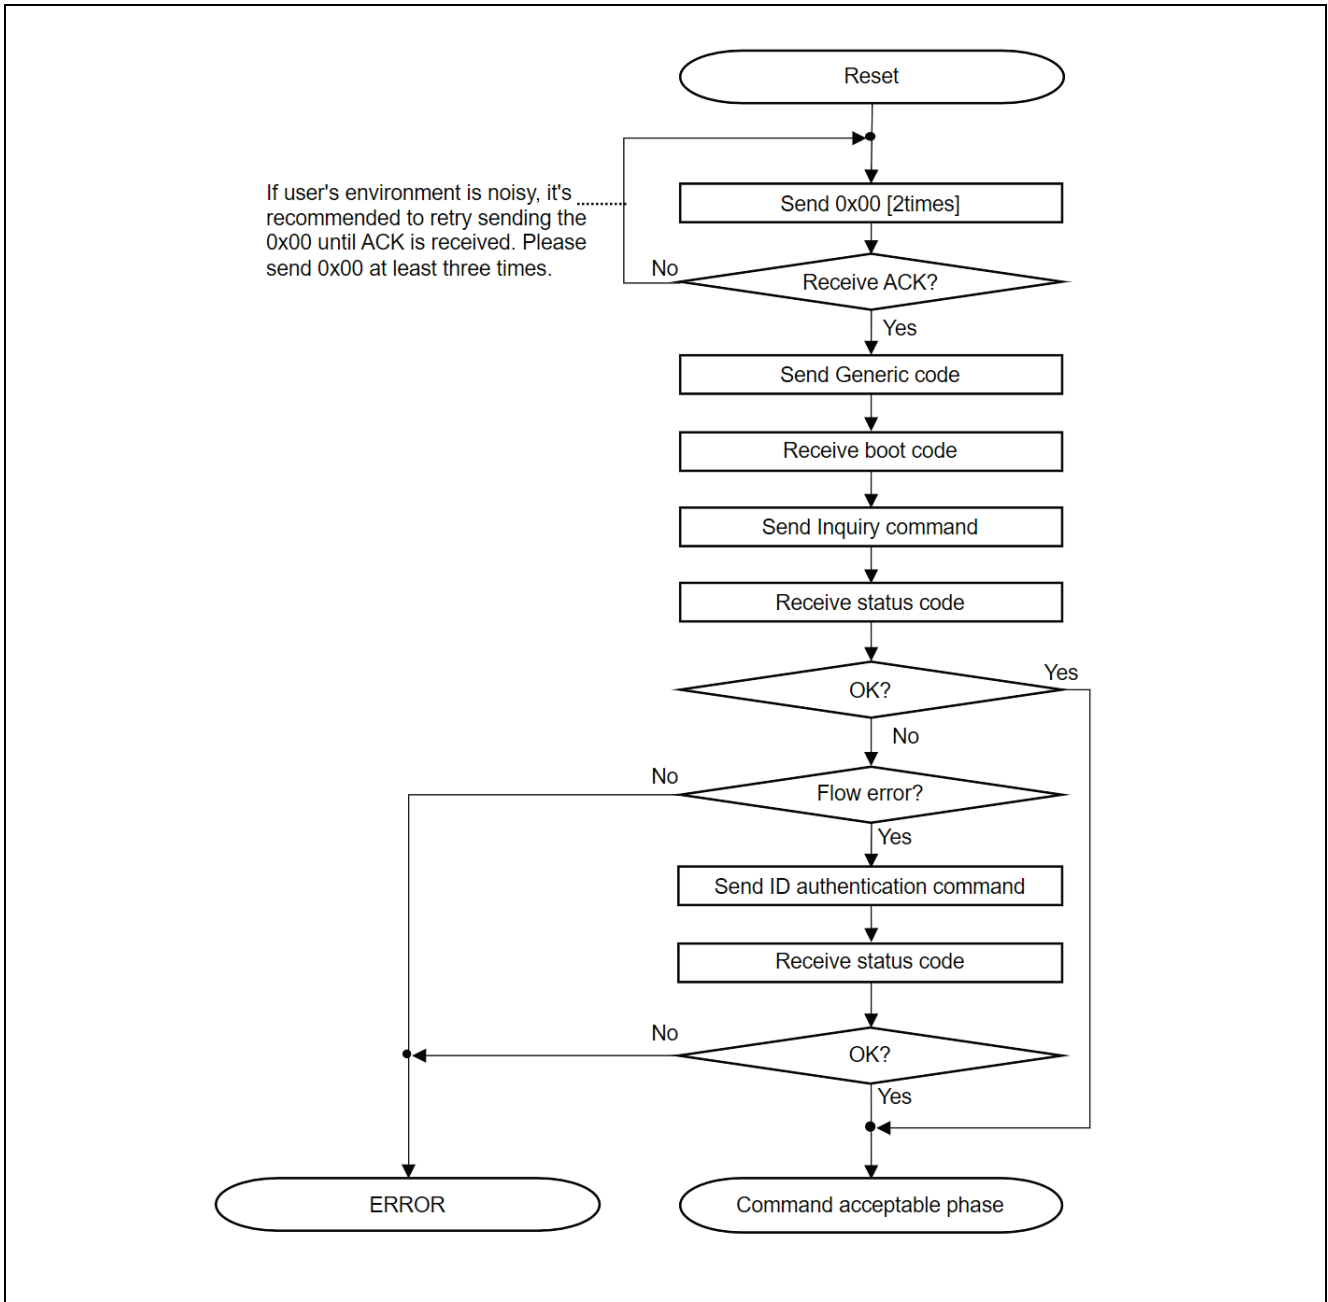 Reset
If user's environment is noisy, it's
recommended to retry sending the
0x00 until ACK is received. Please
send 0x00 at least three times.
Send 0x00 [2times]
No
Receive ACK?
Yes
Send Generic code
Receive boot code
Send Inquiry command
Receive status code
Yes
OK?
No
No
Flow error?
Yes
Send ID authentication command
Receive status code
No
OK?
Yes
ERROR
Command acceptable phase